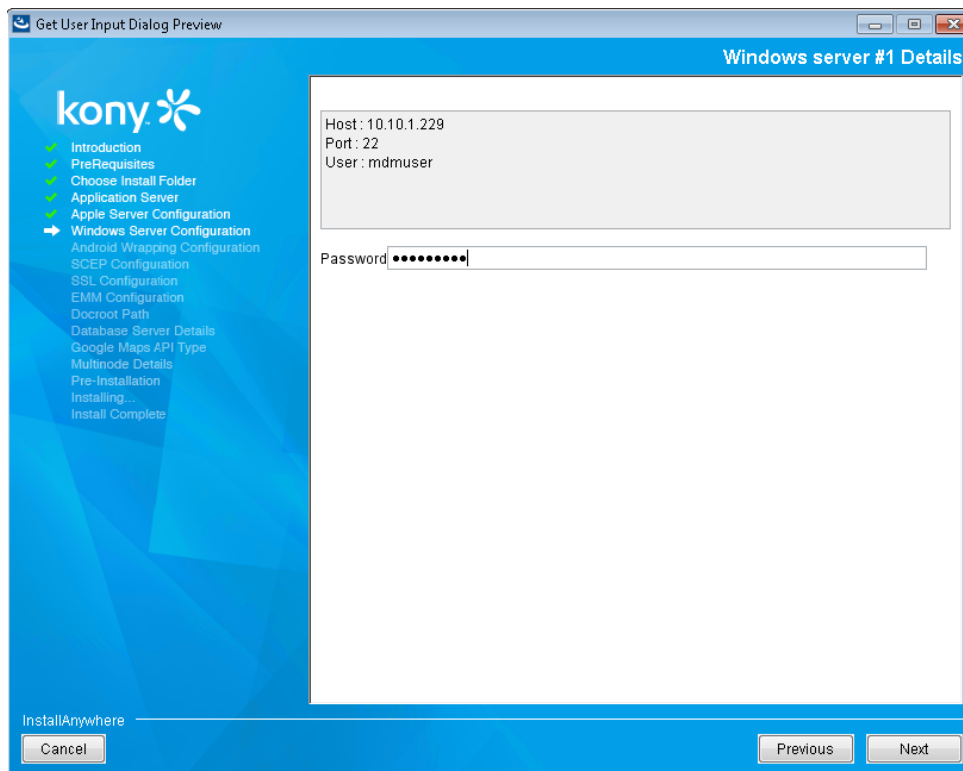 Get User Input Dialog Preview
Windows server #1 Details
kony
Introduction
PreRequisites
Choose Install Folder
Application Server
Apple Server Configuration
Windows Server Configuration
Android Wrapping Configuration
SCEP Configuration
SSL Configuration
EMM Configuration
Docroot Path
Database Server Details
Google Maps API Type
Multinode Details
Pre-Installation
Installing...
Install Complete
Host : 10.10.1.229
Port : 22
User : mdmuser
Password •••••••••
InstallAnywhere
Cancel
Previous
Next